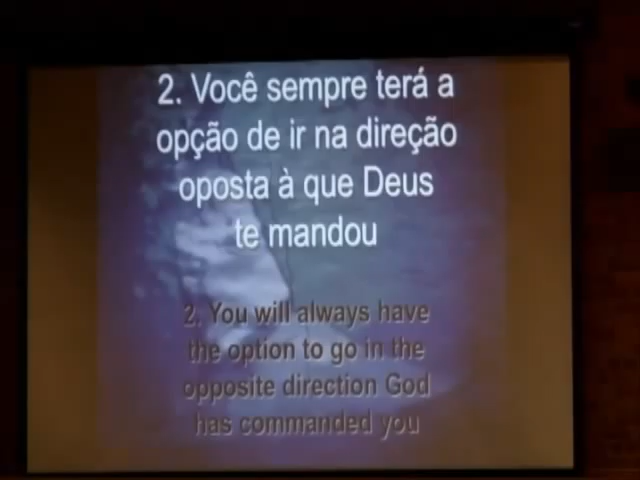 2. Você sempre terá a
opção de ir na direção
oposta à que Deus
te mandou
2. You will always have
the option to go in the
opposite direction God
has commanded you